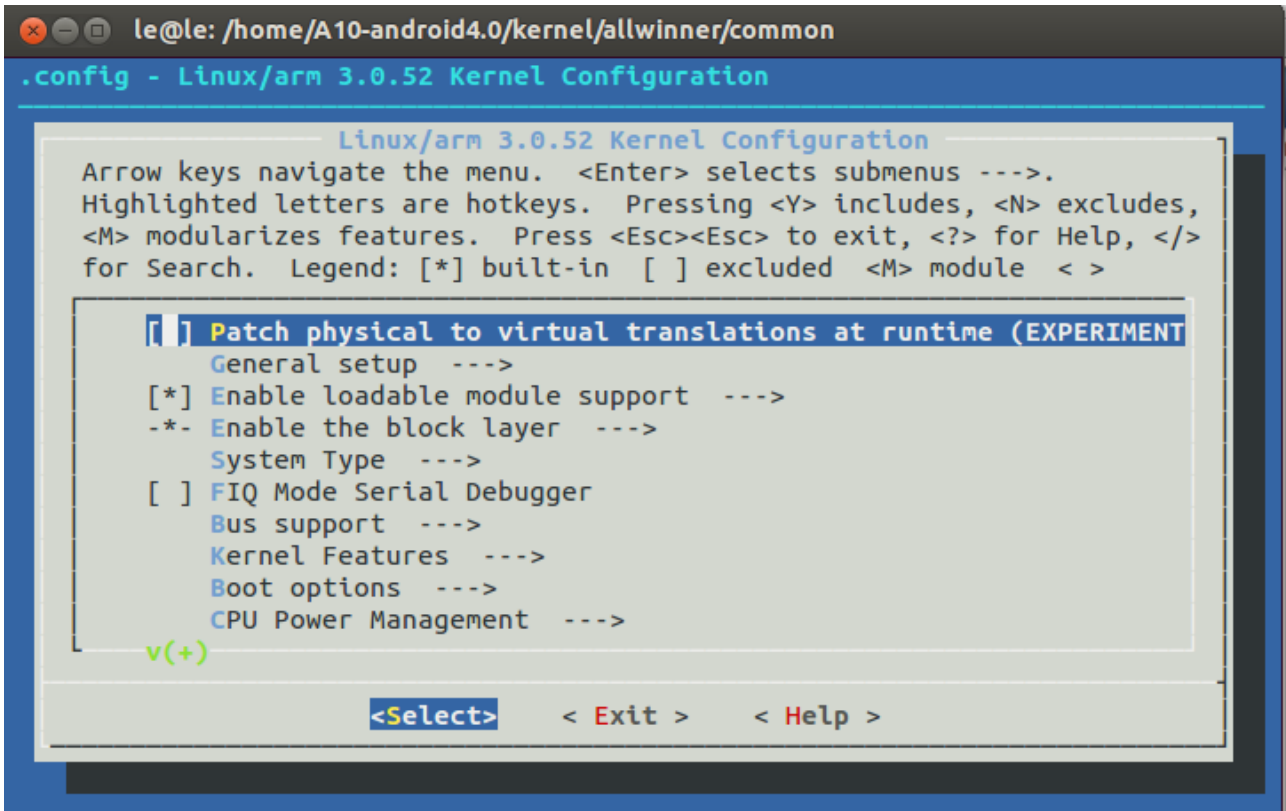 le@le: /home/A10-android4.0/kernel/allwinner/common
.config - Linux/arm 3.0.52 Kernel Configuration
Linux/arm 3.0.52 Kernel Configuration
Arrow keys navigate the menu.  <Enter> selects submenus --->.
Highlighted letters are hotkeys.  Pressing <Y> includes, <N> excludes,
<M> modularizes features.  Press <Esc><Esc> to exit, <?> for Help, </>
for Search.  Legend: [*] built-in  [ ] excluded  <M> module  < >
[ ] Patch physical to virtual translations at runtime (EXPERIMENT
General setup  --->
[*] Enable loadable module support  --->
-*- Enable the block layer  --->
System Type  --->
[ ] FIQ Mode Serial Debugger
Bus support  --->
Kernel Features  --->
Boot options  --->
CPU Power Management  --->
v(+)
<Select>    < Exit >    < Help >